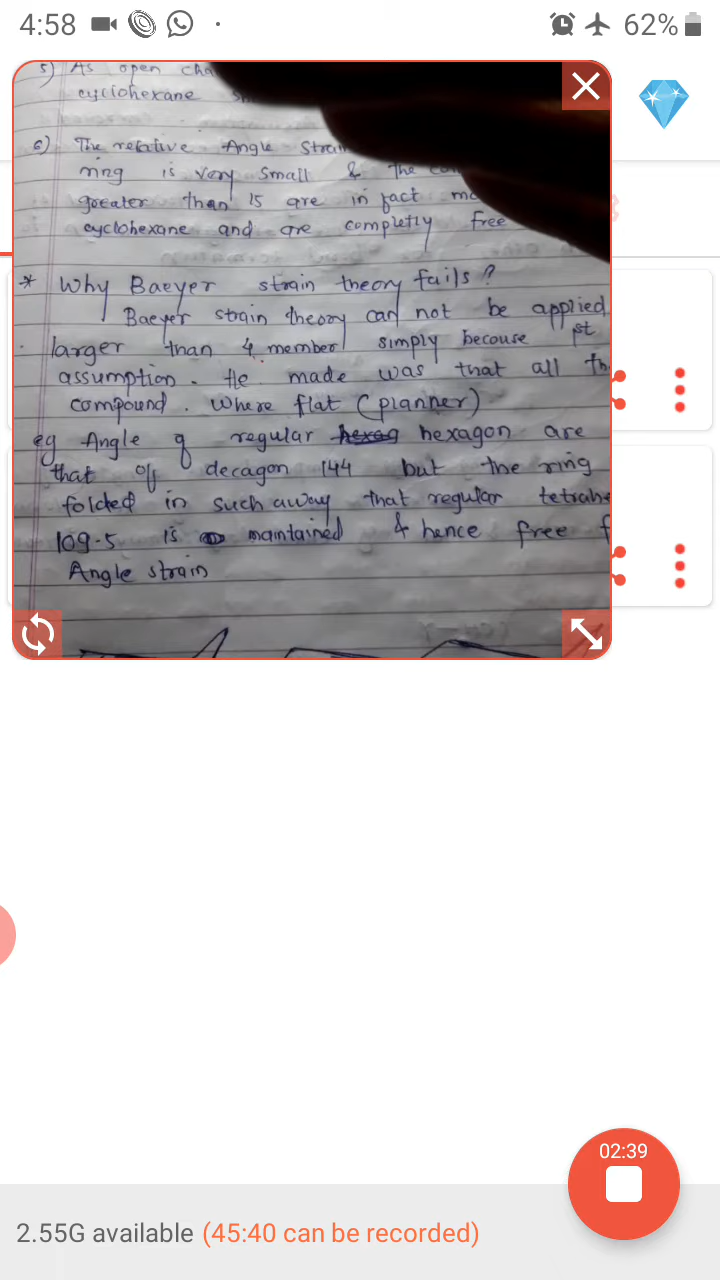 4:58
62%
5) As open cha
cyclohexane
6) The relative Angle Strain
ring is very small & the
greater than 15 are in fact
cyclohexane and are completly free
* Why Baeyer strain theory fails?
Baeyer strain theory can not be applied
larger than 4 member simply becouse 1st
assumption. He made was that all th
compound. where flat (planner)
eg Angle of regular hexagon are
that of decagon 144 but the ring
folded in such away that regular tetrahe
109.5 is maintained & hence free f
Angle strain
02:39
2.55G available (45:40 can be recorded)